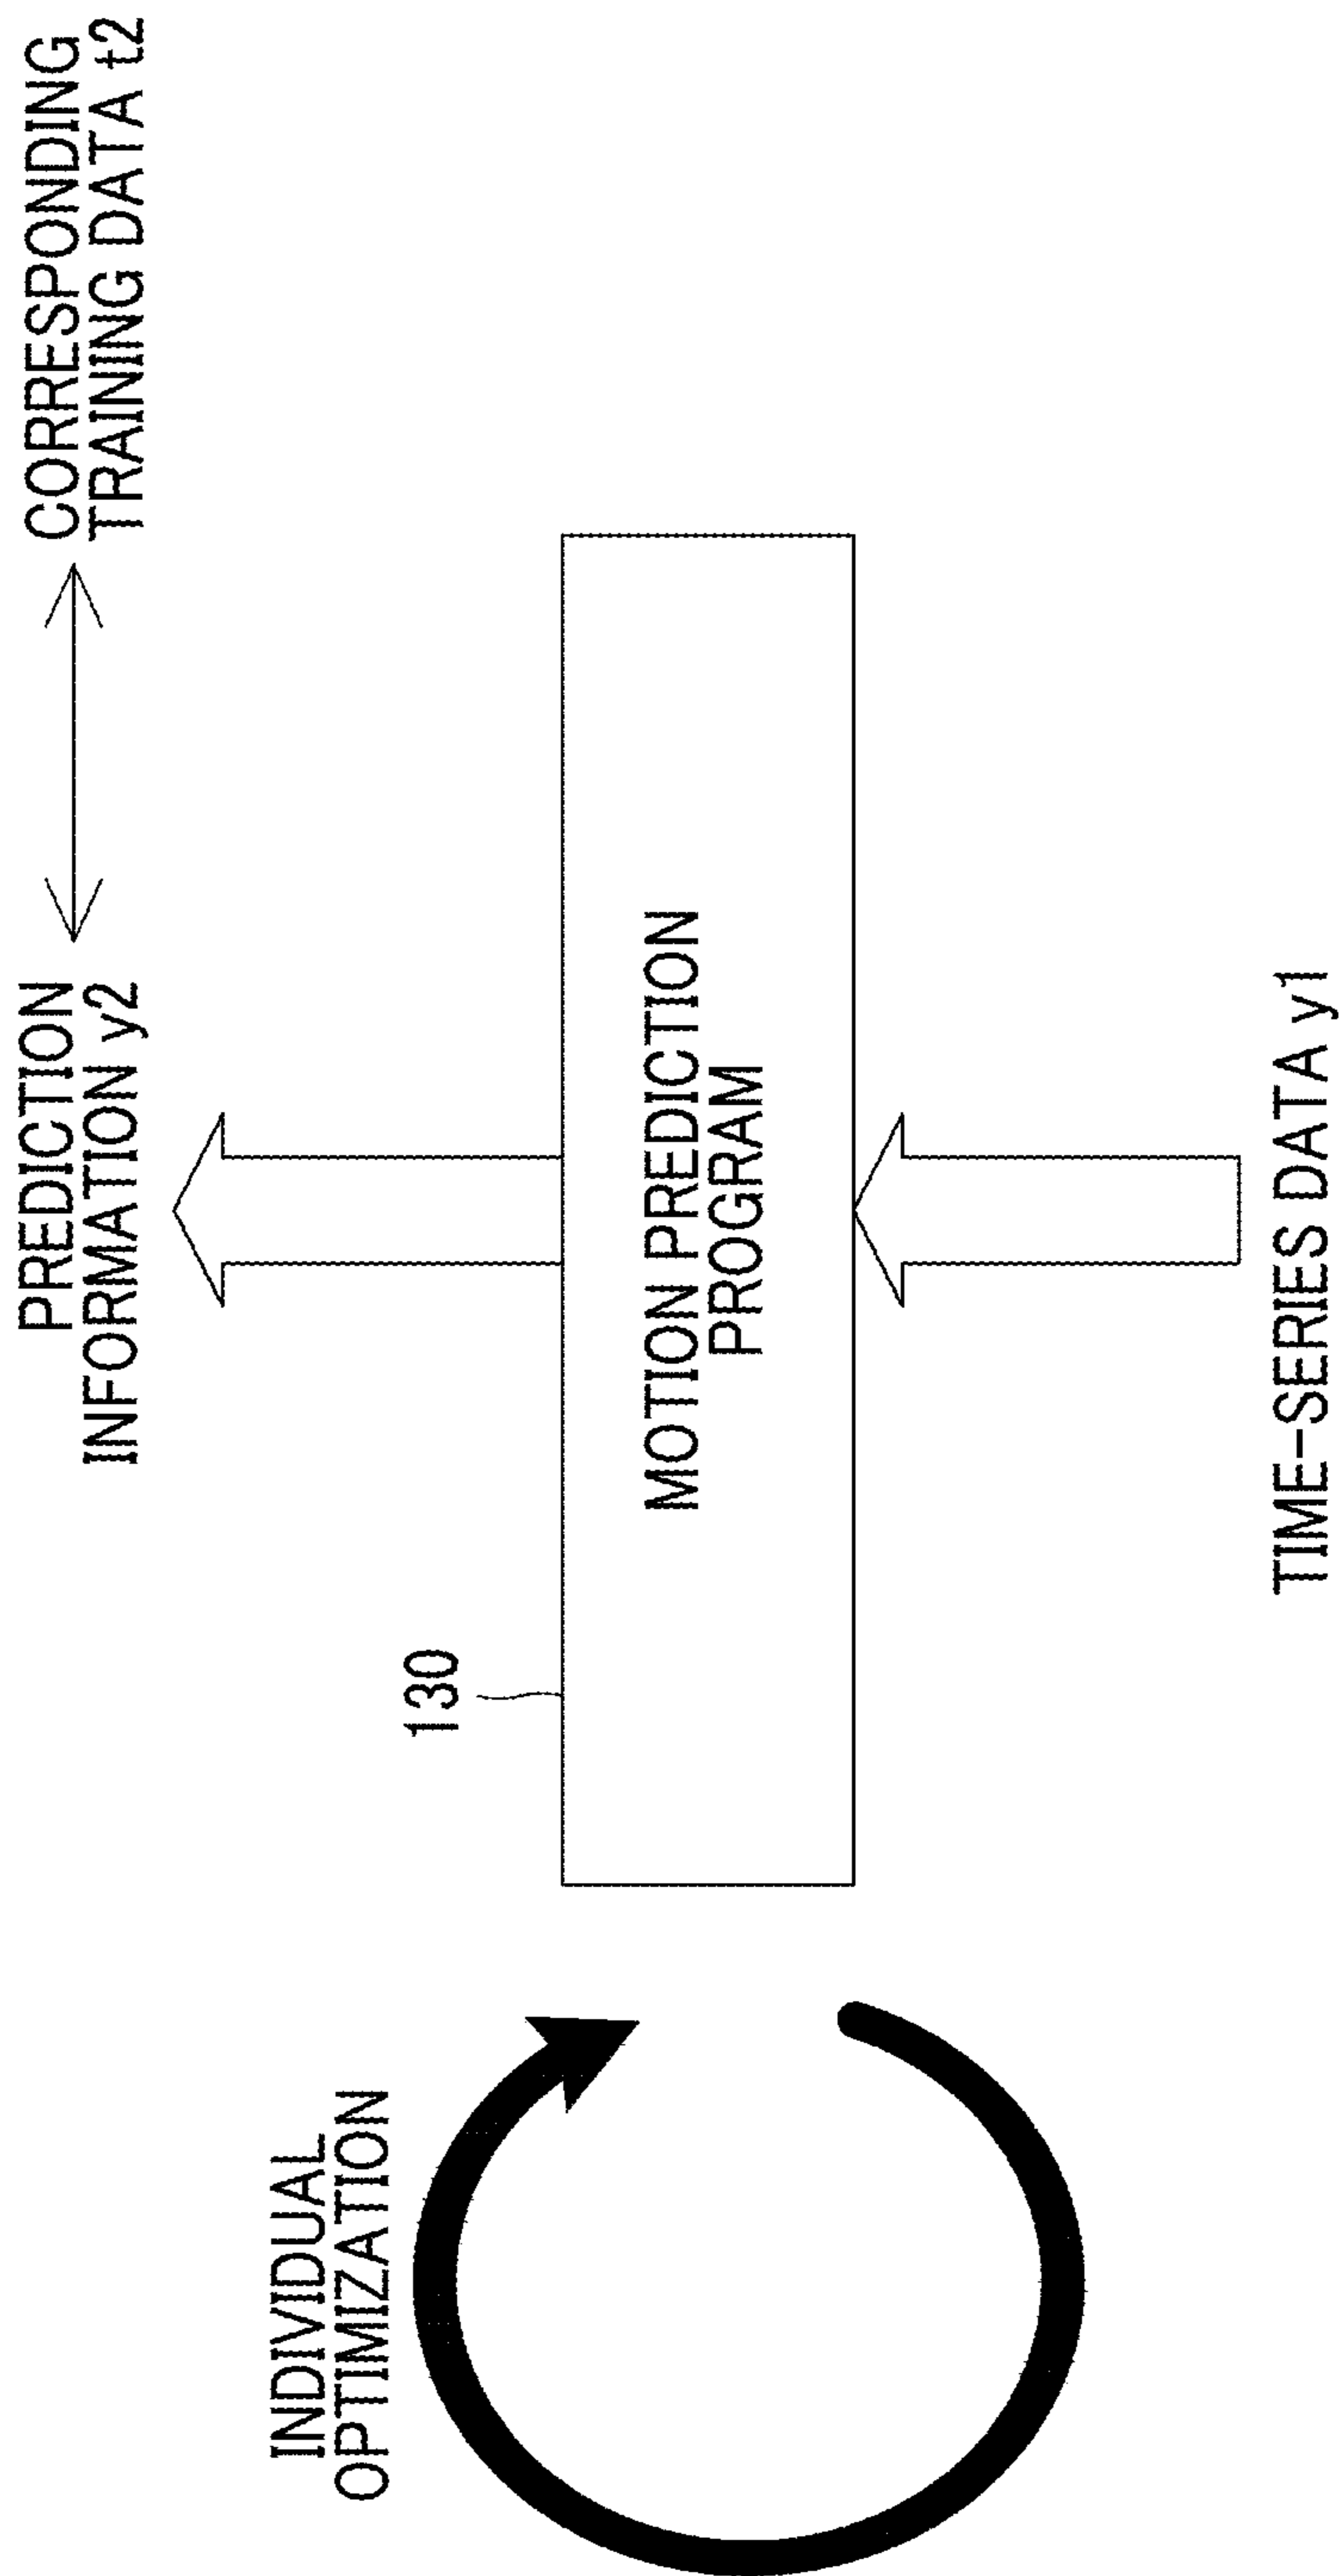 PREDICTION
INFORMATION y2
CORRESPONDING
TRAINING DATA t2
INDIVIDUAL
OPTIMIZATION
130
MOTION PREDICTION
PROGRAM
TIME-SERIES DATA y1